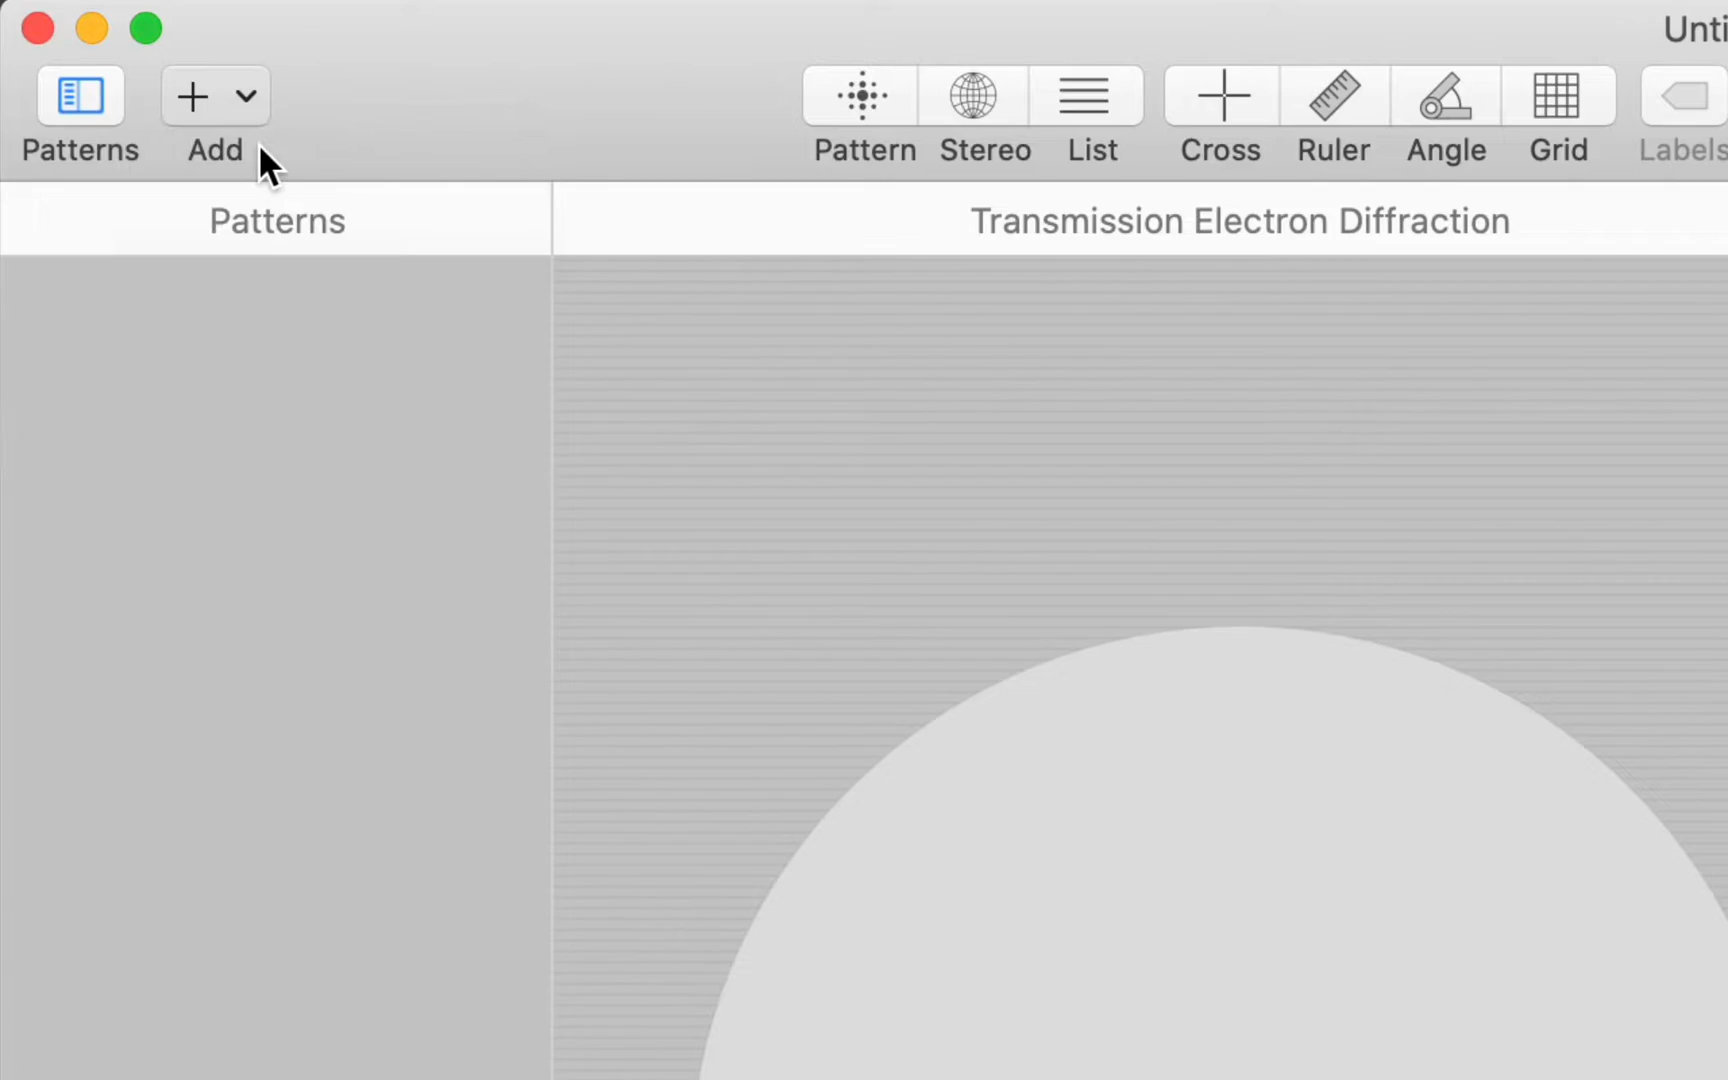 Unti
Patterns Add Pattern Stereo List Cross Ruler Angle Grid Labels
Patterns Transmission Electron Diffraction